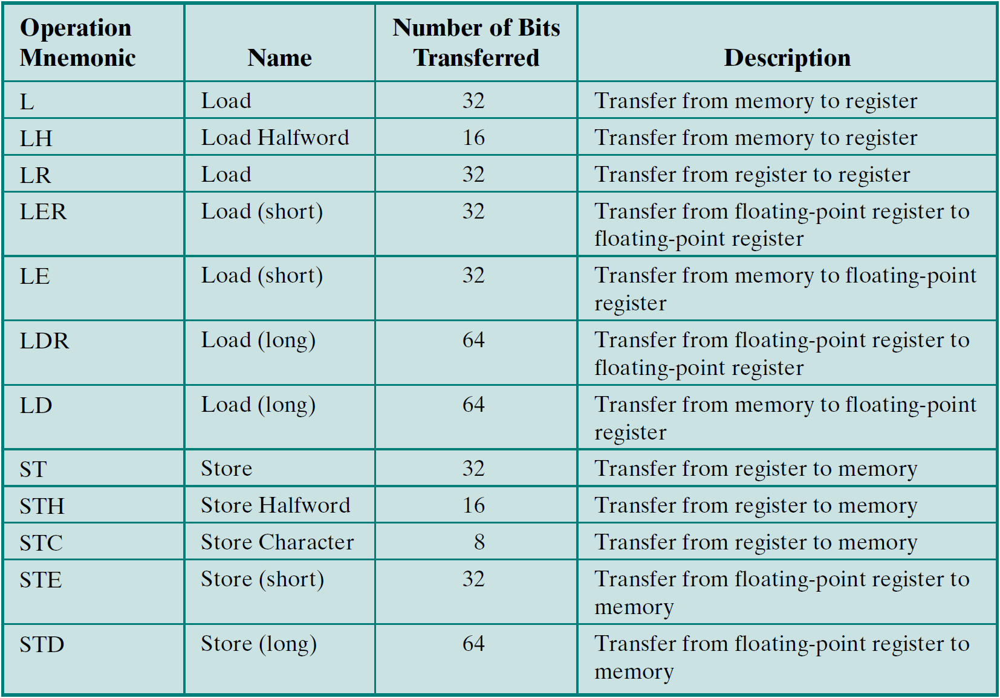 Operation Mnemonic Name Number of Bits Transferred Description
L Load 32 Transfer from memory to register
LH Load Halfword 16 Transfer from memory to register
LR Load 32 Transfer from register to register
LER Load (short) 32 Transfer from floating-point register to
floating-point register
LE Load (short) 32 Transfer from memory to floating-point
register
LDR Load (long) 64 Transfer from floating-point register to
floating-point register
LD Load (long) 64 Transfer from memory to floating-point
register
ST Store 32 Transfer from register to memory
STH Store Halfword 16 Transfer from register to memory
STC Store Character 8 Transfer from register to memory
STE Store (short) 32 Transfer from floating-point register to
memory
STD Store (long) 64 Transfer from floating-point register to
memory